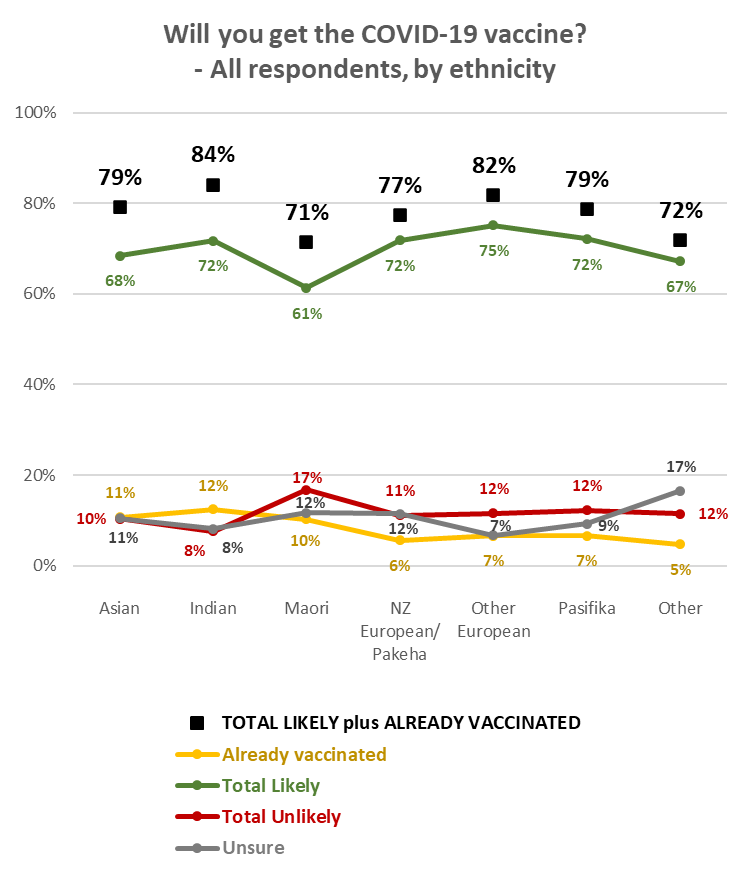 Will you get the COVID-19 vaccine?
- All respondents, by ethnicity
100%
80%
60%
40%
20%
0%
79%
84%
71%
77%
82%
79%
72%
68%
72%
61%
72%
75%
72%
67%
11%
12%
10%
6%
7%
7%
5%
10%
8%
17%
11%
12%
12%
12%
11%
8%
12%
12%
7%
9%
17%
Asian
Indian
Maori
NZ
European/
Pakeha
Other
European
Pasifika
Other
TOTAL LIKELY plus ALREADY VACCINATED
Already vaccinated
Total Likely
Total Unlikely
Unsure